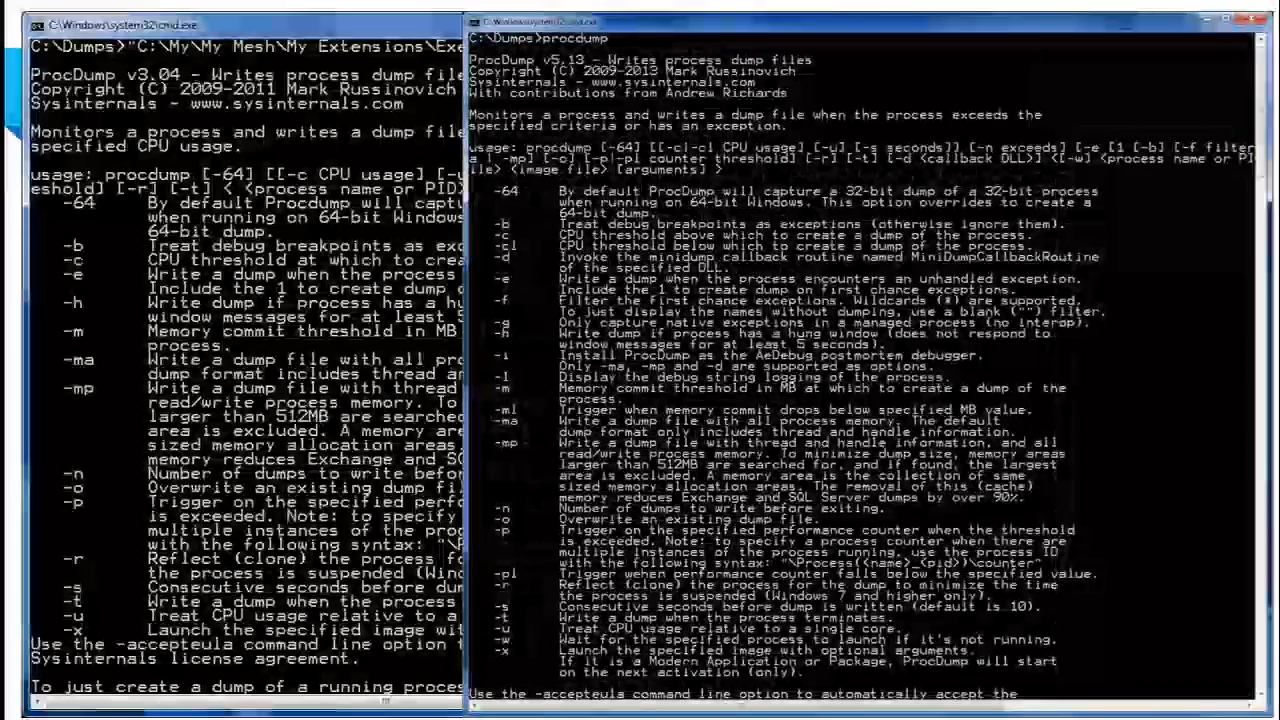 C:\Windows\system32\cmd.exe
C:\Dumps>"C:\My\My Mesh\My Extensions\Exe
ProcDump v3.04 - Writes process dump file
Copyright (C) 2009-2011 Mark Russinovich
Sysinternals - www.sysinternals.com
Monitors a process and writes a dump file
specified CPU usage.
usage: procdump [-64] [[-c CPU usage] [-u
eshold] [-r] [-t] < <process name or PID>
-64 By default ProcDump will captu
when running on 64-bit Windows
64-bit dump.
-b Treat debug breakpoints as exc
-c CPU threshold at which to crea
-e Write a dump when the process
Include the 1 to create dump o
-h Write dump if process has a hu
window messages for at least 5
-m Memory commit threshold in MB
process.
-ma Write a dump file with all pro
dump format includes thread an
-mp Write a dump file with thread
read/write process memory. To
larger than 512MB are searched
area is excluded. A memory are
sized memory allocation areas
memory reduces Exchange and SQ
-n Number of dumps to write befor
-o Overwrite an existing dump fil
-p Trigger on the specified perfo
is exceeded. Note: to specify
multiple instances of the proc
with the following syntax: "\P
-r Reflect (clone) the process fo
the process is suspended (Wind
-s Consecutive seconds before dum
-t Write a dump when the process
-u Treat CPU usage relative to a
-x Launch the specified image wit
Use the -accepteula command line option t
Sysinternals license agreement.
To just create a dump of a running proces
C:\Windows\system32\cmd.exe
C:\Dumps>procdump
ProcDump v5.13 - Writes process dump files
Copyright (C) 2009-2013 Mark Russinovich
Sysinternals - www.sysinternals.com
With contributions from Andrew Richards
Monitors a process and writes a dump file when the process exceeds the
specified criteria or has an exception.
usage: procdump [-64] [[-c|-cl CPU usage] [-u] [-s seconds]] [-n exceeds] [-e [1 [-b] [-f filter
a | -mp] [-o] [-p|-pl counter threshold] [-r] [-t] [-d <callback DLL>] [-w] <process name or PI
ile> <image file> [arguments] >
-64 By default ProcDump will capture a 32-bit dump of a 32-bit process
when running on 64-bit Windows. This option overrides to create a
64-bit dump.
-b Treat debug breakpoints as exceptions (otherwise ignore them).
-c CPU threshold above which to create a dump of the process.
-cl CPU threshold below which to create a dump of the process.
-d Invoke the minidump callback routine named MiniDumpCallbackRoutine
of the specified DLL.
-e Write a dump when the process encounters an unhandled exception.
Include the 1 to create dump on first chance exceptions.
-f Filter the first chance exceptions. Wildcards (*) are supported.
To just display the names without dumping, use a blank ("") filter.
-g Only capture native exceptions in a managed process (no interop).
-h Write dump if process has a hung window (does not respond to
window messages for at least 5 seconds).
-i Install ProcDump as the AeDebug postmortem debugger.
Only -ma, -mp and -d are supported as options.
-l Display the debug string logging of the process.
-m Memory commit threshold in MB at which to create a dump of the
process.
-ml Trigger when memory commit drops below specified MB value.
-ma Write a dump file with all process memory. The default
dump format only includes thread and handle information.
-mp Write a dump file with thread and handle information, and all
read/write process memory. To minimize dump size, memory areas
larger than 512MB are searched for, and if found, the largest
area is excluded. A memory area is the collection of same
sized memory allocation areas. The removal of this (cache)
memory reduces Exchange and SQL Server dumps by over 90%.
-n Number of dumps to write before exiting.
-o Overwrite an existing dump file.
-p Trigger on the specified performance counter when the threshold
is exceeded. Note: to specify a process counter when there are
multiple instances of the process running, use the process ID
with the following syntax: "\Process(<name>_<pid>)\counter"
-pl Trigger when performance counter falls below the specified value.
-r Reflect (clone) the process for the dump to minimize the time
the process is suspended (Windows 7 and higher only).
-s Consecutive seconds before dump is written (default is 10).
-t Write a dump when the process terminates.
-u Treat CPU usage relative to a single core.
-w Wait for the specified process to launch if it's not running.
-x Launch the specified image with optional arguments.
If it is a Modern Application or Package, ProcDump will start
on the next activation (only).
Use the -accepteula command line option to automatically accept the